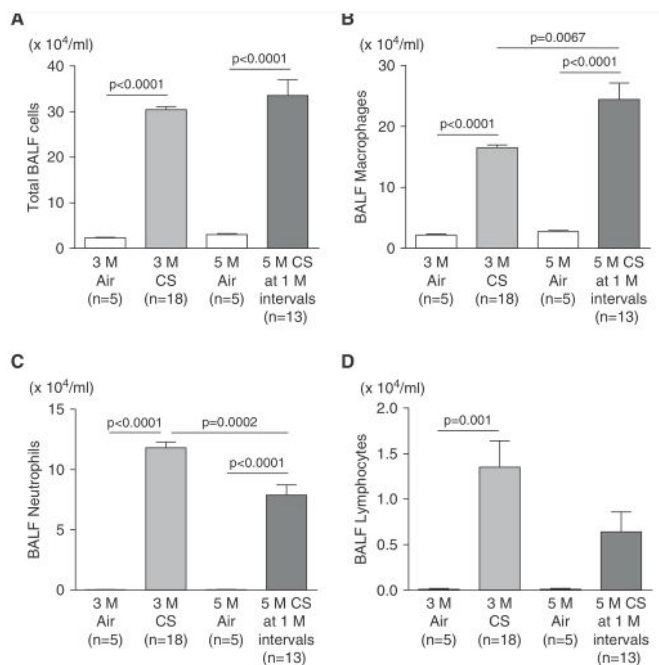 A
(x 10⁴/ml)
Total BALF cells
40
30
20
10
0
p<0.0001
p<0.0001
3 M Air (n=5)
3 M CS (n=18)
5 M Air (n=5)
5 M CS at 1 M intervals (n=13)
B
(x 10⁴/ml)
BALF Macrophages
30
20
10
0
p=0.0067
p<0.0001
p<0.0001
3 M Air (n=5)
3 M CS (n=18)
5 M Air (n=5)
5 M CS at 1 M intervals (n=13)
C
(x 10⁴/ml)
BALF Neutrophils
15
10
5
0
p<0.0001
p=0.0002
p<0.0001
3 M Air (n=5)
3 M CS (n=18)
5 M Air (n=5)
5 M CS at 1 M intervals (n=13)
D
(x 10⁴/ml)
BALF Lymphocytes
2.0
1.5
1.0
0.5
0.0
p=0.001
3 M Air (n=5)
3 M CS (n=18)
5 M Air (n=5)
5 M CS at 1 M intervals (n=13)